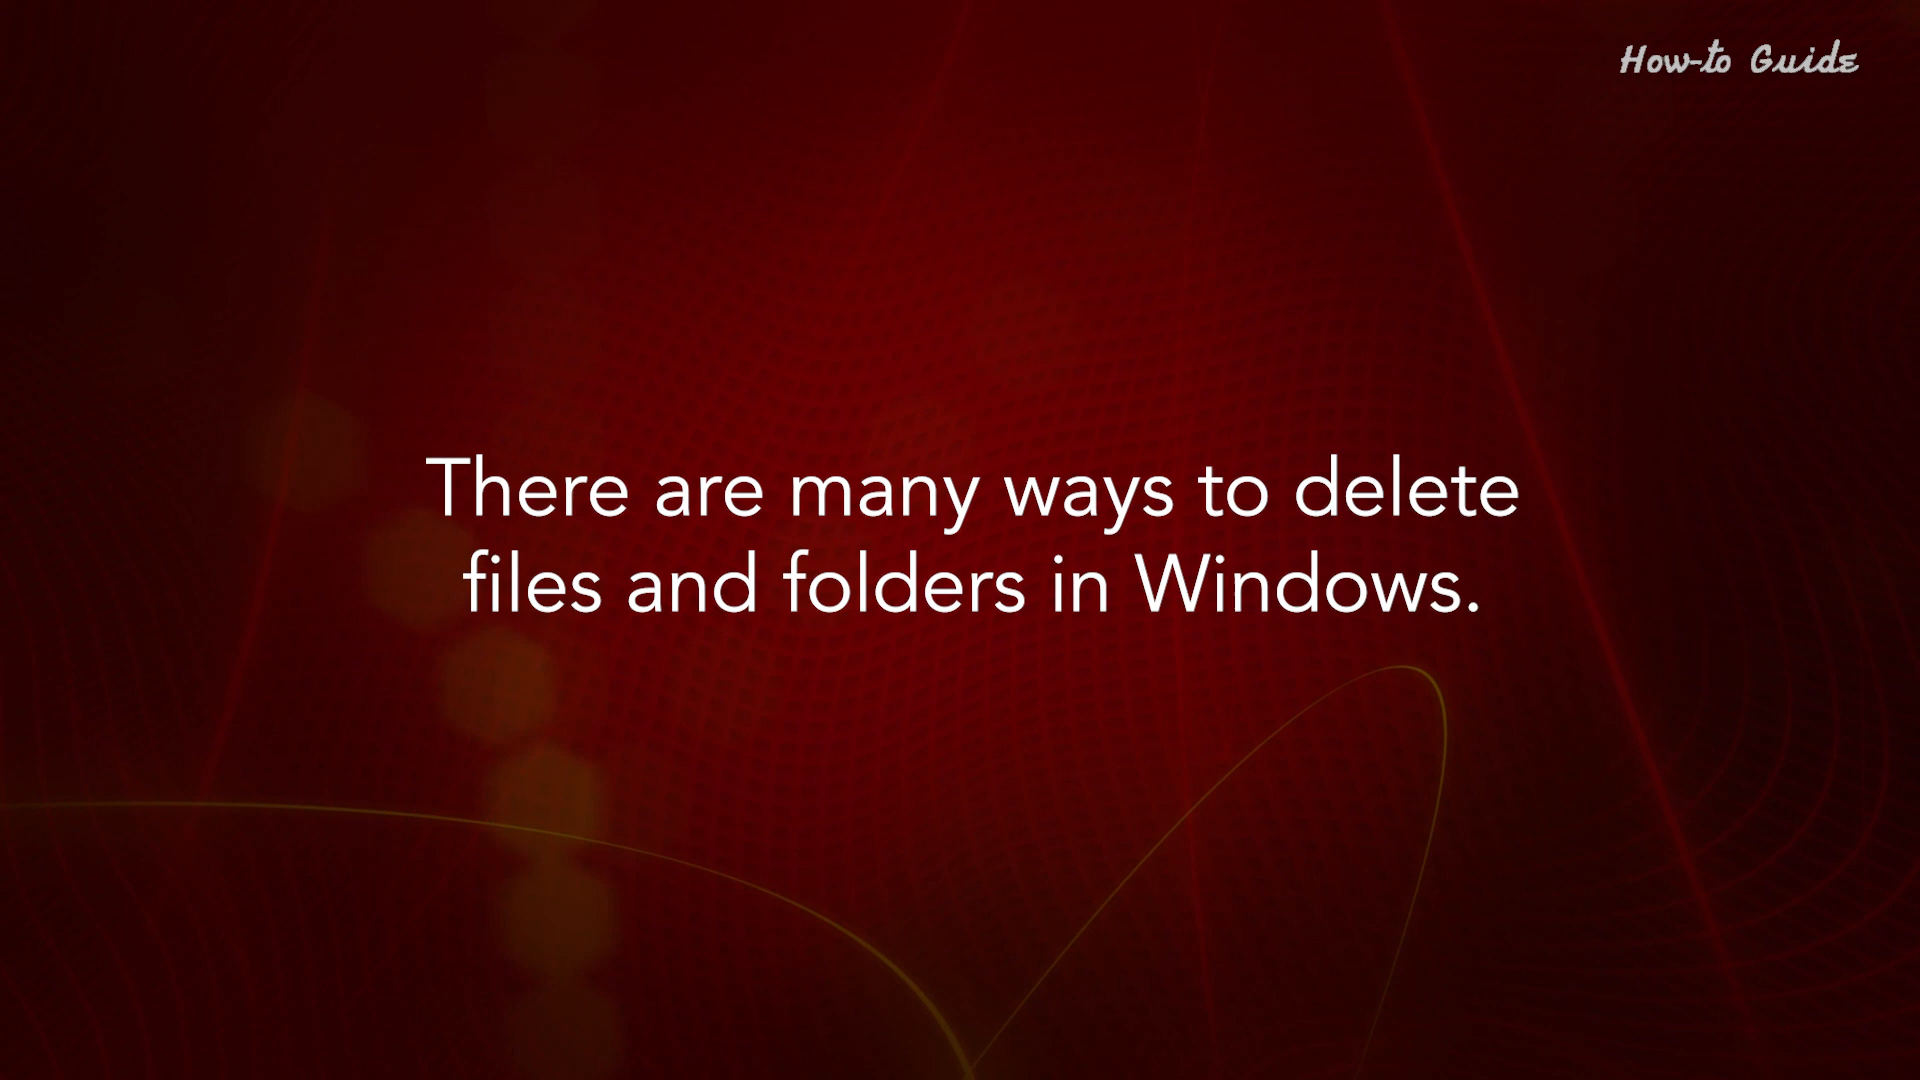 How-to Guide
There are many ways to delete
files and folders in Windows.